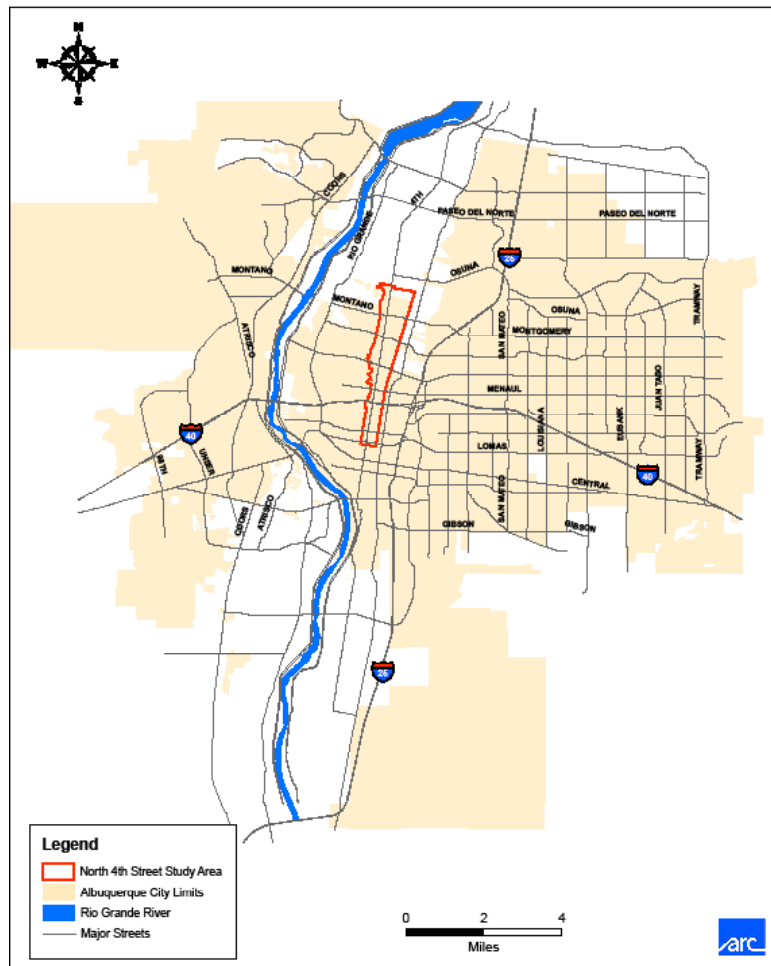 N
W E
S
COORS
4TH
RIO GRANDE
PASEO DEL NORTE
PASEO DEL NORTE
25
MONTANO
OSUNA
MONTANO
OSUNA
TRAMWAY
SAN MATEO
MONTGOMERY
ATRISCO
MENAUL
JUAN TABO
LOUISIANA
EUBANK
40
98TH
UNSER
LOMAS
TRAMWAY
40
CENTRAL
SAN MATEO
COORS
ATRISCO
GIBSON
GIBSON
25
Legend
North 4th Street Study Area
Albuquerque City Limits
Rio Grande River
Major Streets
0 2 4
Miles
arc